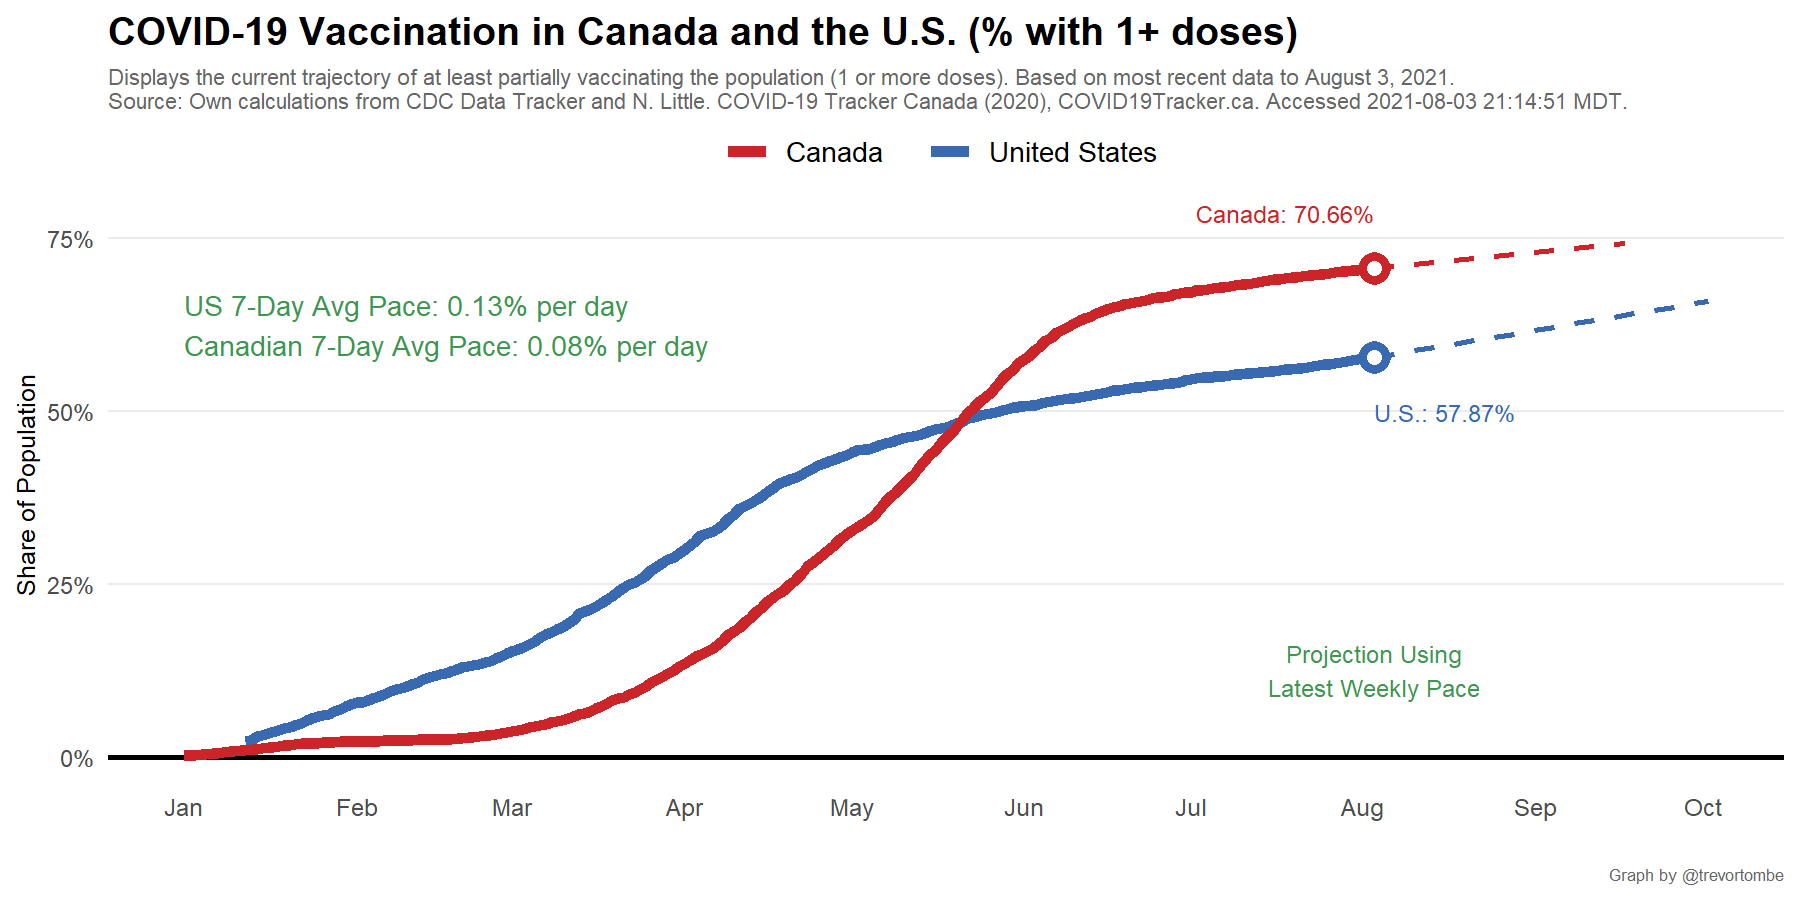 COVID-19 Vaccination in Canada and the U.S. (% with 1+ doses)
Displays the current trajectory of at least partially vaccinating the population (1 or more doses). Based on most recent data to August 3, 2021.
Source: Own calculations from CDC Data Tracker and N. Little. COVID-19 Tracker Canada (2020), COVID19Tracker.ca. Accessed 2021-08-03 21:14:51 MDT.
Canada United States
Canada: 70.66%
75%
US 7-Day Avg Pace: 0.13% per day
Canadian 7-Day Avg Pace: 0.08% per day
Share of Population
50%
U.S.: 57.87%
25%
Projection Using
Latest Weekly Pace
0%
Jan Feb Mar Apr May Jun Jul Aug Sep Oct
Graph by @trevortombe